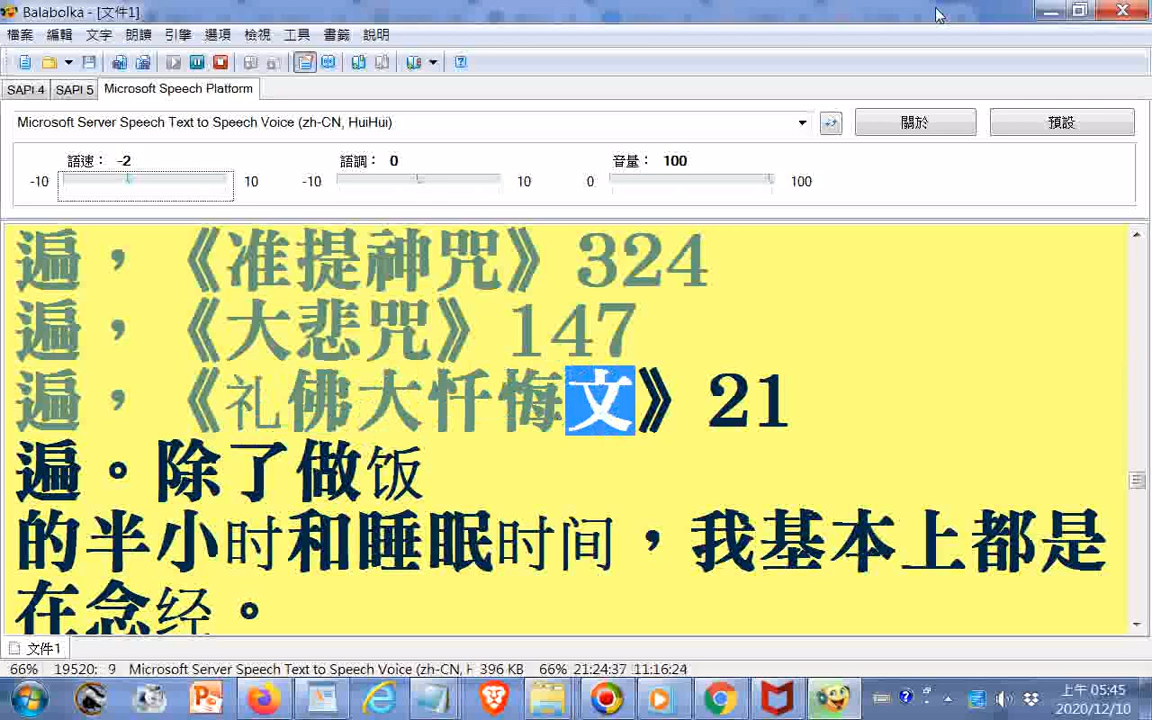 Balabolka - [文件1]
檔案 編輯 文字 朗讀 引擎 選項 檢視 工具 書籤 說明
SAPI 4 SAPI 5 Microsoft Speech Platform
Microsoft Server Speech Text to Speech Voice (zh-CN, HuiHui) 關於 預設
語速： -2 語調： 0 音量： 100
-10 10 -10 10 0 100
遍，《准提神咒》324
遍，《大悲咒》147
遍，《礼佛大忏悔文》21
遍。除了做饭
的半小时和睡眠时间，我基本上都是
在念经。
文件1
66% 19520: 9 Microsoft Server Speech Text to Speech Voice (zh-CN, H 396 KB 66% 21:24:37 11:16:24
上午 05:45
2020/12/10